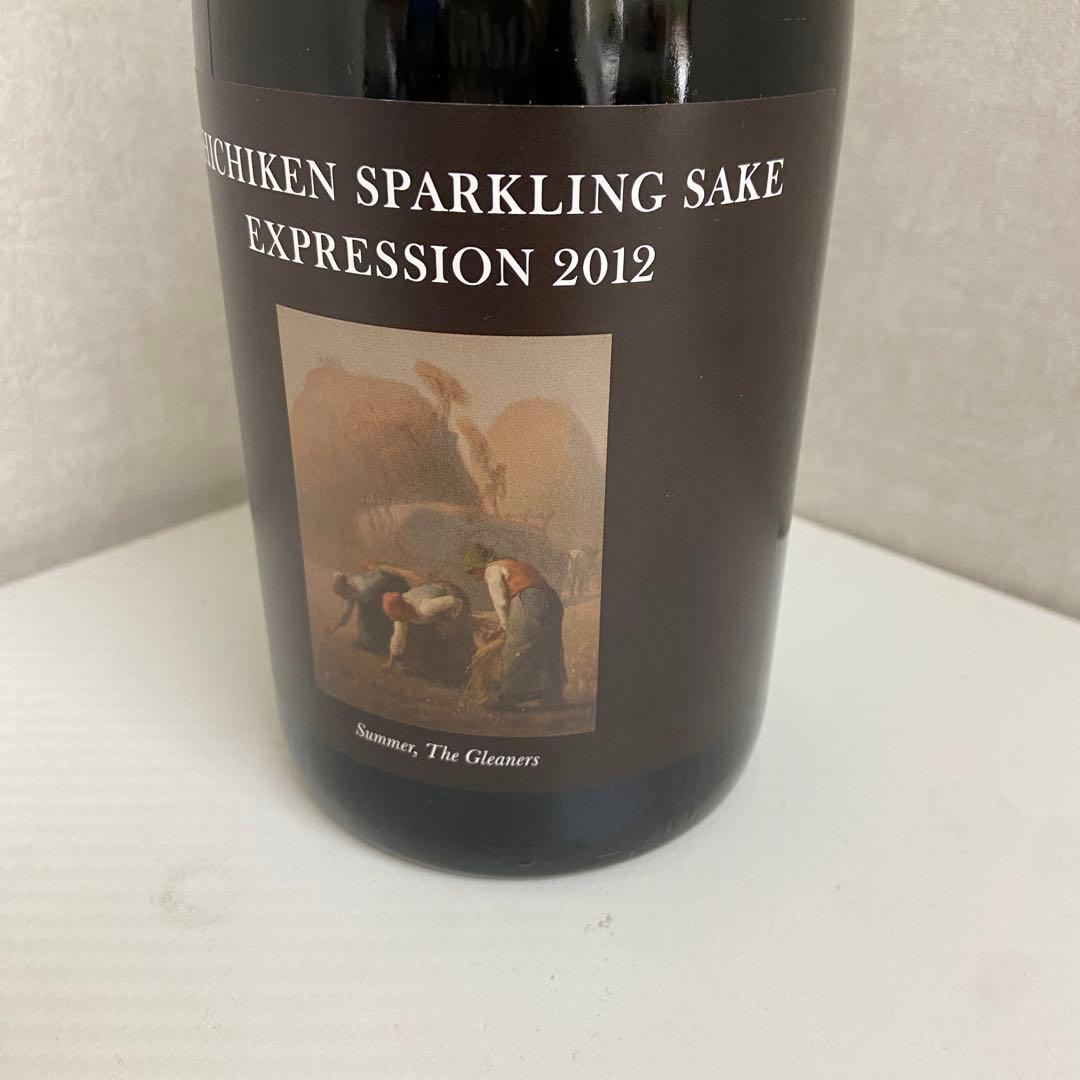 HICHIKEN SPARKLING SAKE
EXPRESSION 2012
Summer, The Gleaners